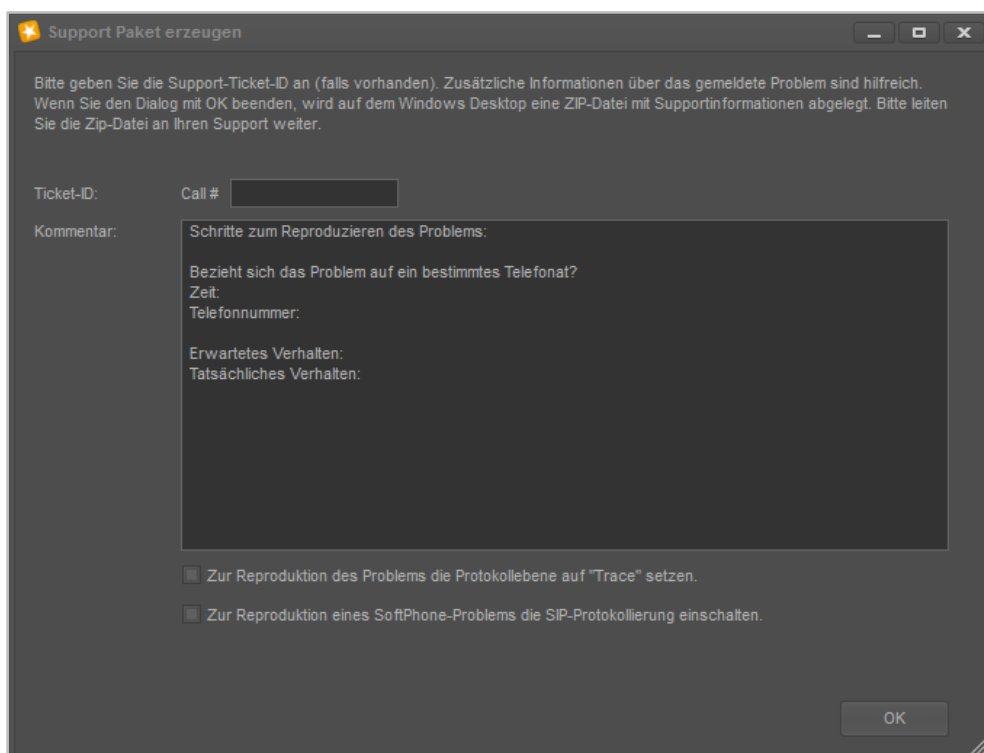 Support Paket erzeugen
Bitte geben Sie die Support-Ticket-ID an (falls vorhanden). Zusätzliche Informationen über das gemeldete Problem sind hilfreich.
Wenn Sie den Dialog mit OK beenden, wird auf dem Windows Desktop eine ZIP-Datei mit Supportinformationen abgelegt. Bitte leiten
Sie die Zip-Datei an Ihren Support weiter.
Ticket-ID: Call #
Kommentar: Schritte zum Reproduzieren des Problems:
Bezieht sich das Problem auf ein bestimmtes Telefonat?
Zeit:
Telefonnummer:
Erwartetes Verhalten:
Tatsächliches Verhalten:
Zur Reproduktion des Problems die Protokollebene auf "Trace" setzen.
Zur Reproduktion eines SoftPhone-Problems die SIP-Protokollierung einschalten.
OK